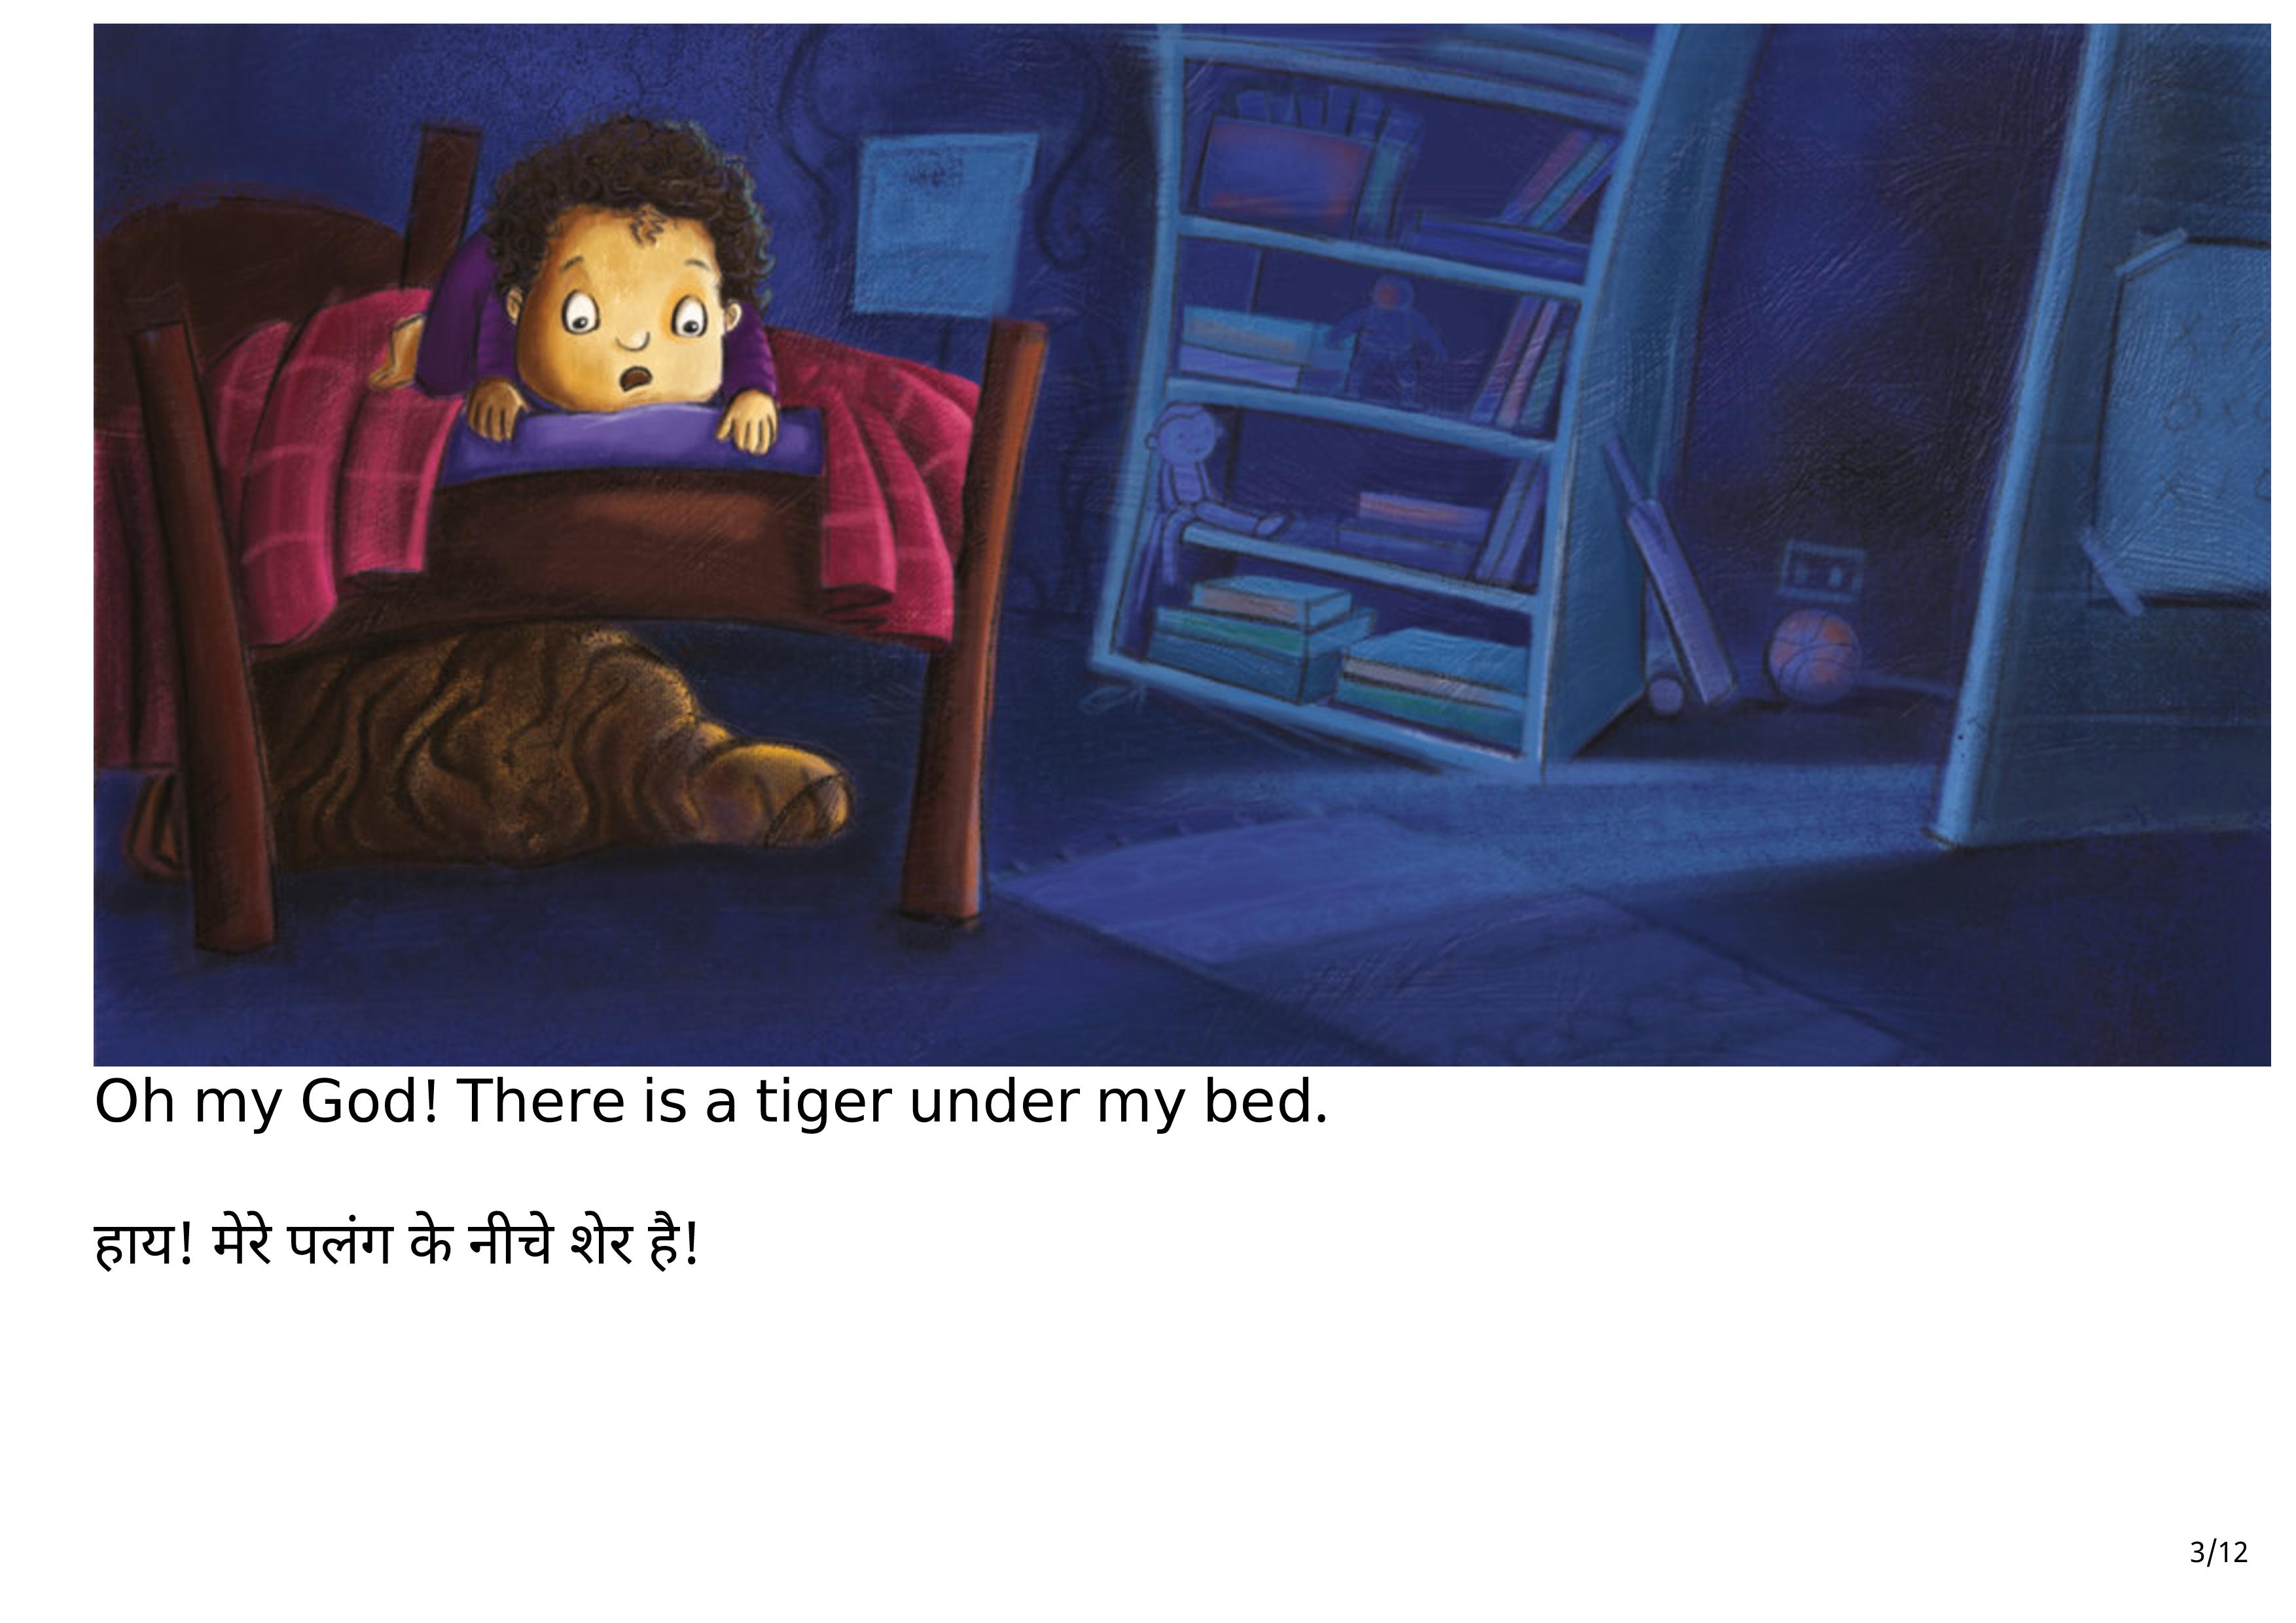 Oh my God! There is a tiger under my bed.
हाय! मेरे पलंग के नीचे शेर है!
3/12